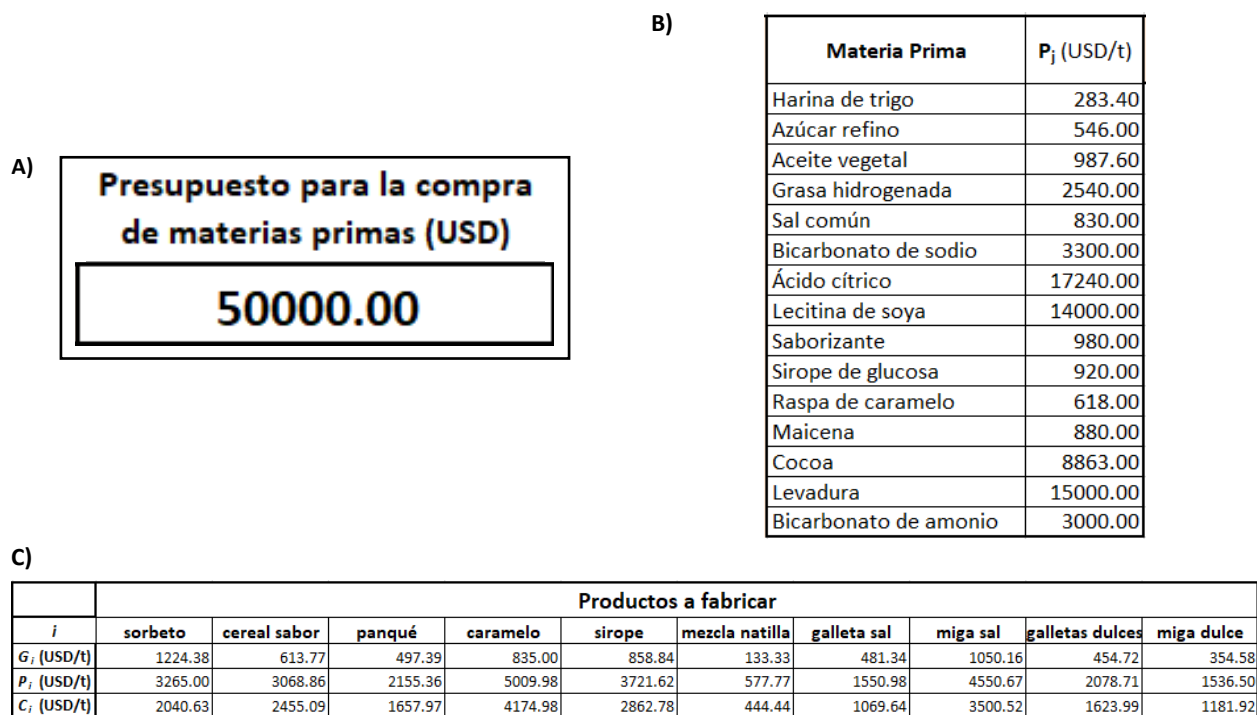 A)
Presupuesto para la compra
de materias primas (USD)
50000.00
B)
Materia Prima Pj (USD/t)
Harina de trigo 283.40
Azúcar refino 546.00
Aceite vegetal 987.60
Grasa hidrogenada 2540.00
Sal común 830.00
Bicarbonato de sodio 3300.00
Ácido cítrico 17240.00
Lecitina de soya 14000.00
Saborizante 980.00
Sirope de glucosa 920.00
Raspa de caramelo 618.00
Maicena 880.00
Cocoa 8863.00
Levadura 15000.00
Bicarbonato de amonio 3000.00
C)
Productos a fabricar
i sorbeto cereal sabor panqué caramelo sirope mezcla natilla galleta sal miga sal galletas dulces miga dulce
Gi (USD/t) 1224.38 613.77 497.39 835.00 858.84 133.33 481.34 1050.16 454.72 354.58
Pi (USD/t) 3265.00 3068.86 2155.36 5009.98 3721.62 577.77 1550.98 4550.67 2078.71 1536.50
Ci (USD/t) 2040.63 2455.09 1657.97 4174.98 2862.78 444.44 1069.64 3500.52 1623.99 1181.92